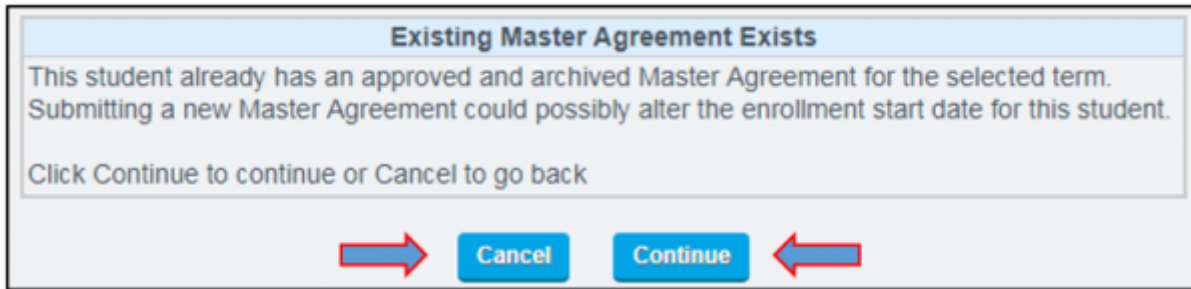 Existing Master Agreement Exists
This student already has an approved and archived Master Agreement for the selected term.
Submitting a new Master Agreement could possibly alter the enrollment start date for this student.
Click Continue to continue or Cancel to go back
Cancel
Continue